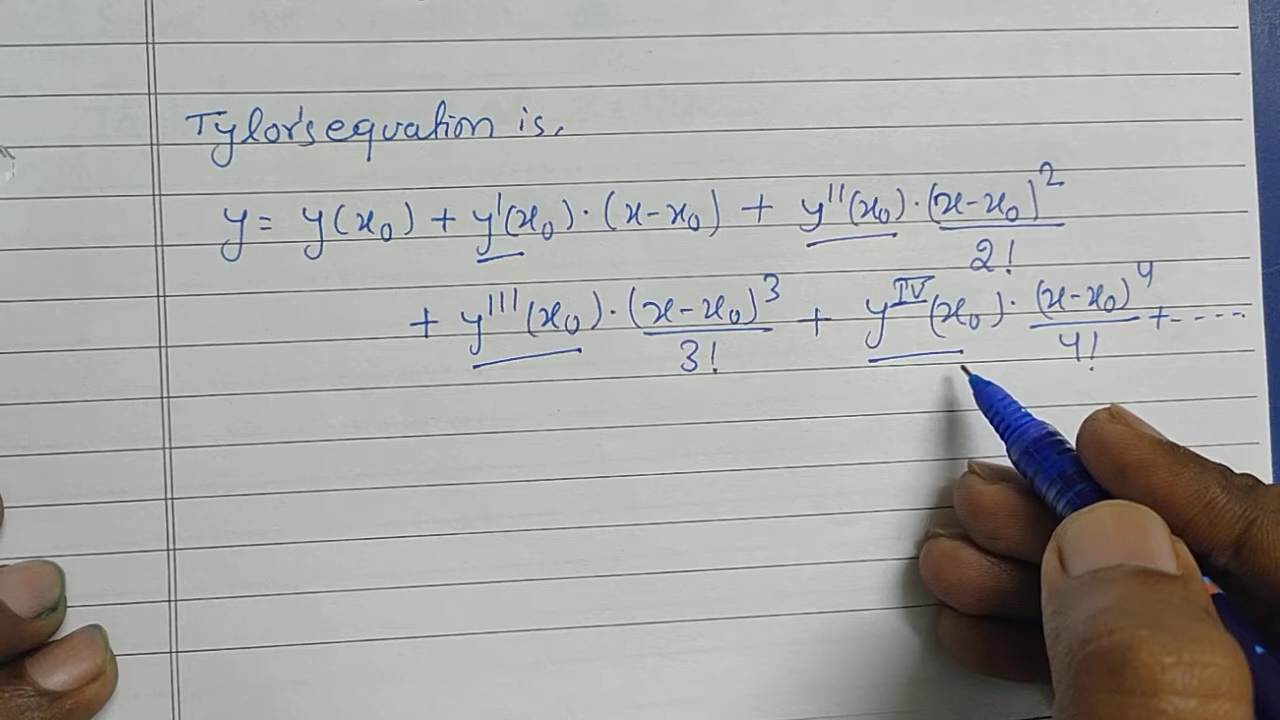 Tylor's equation is,
y = y(x₀) + y'(x₀)·(x-x₀) + y''(x₀)·(x-x₀)²/2!
+ y'''(x₀)·(x-x₀)³/3! + y^IV(x₀)·(x-x₀)⁴/4! + -----